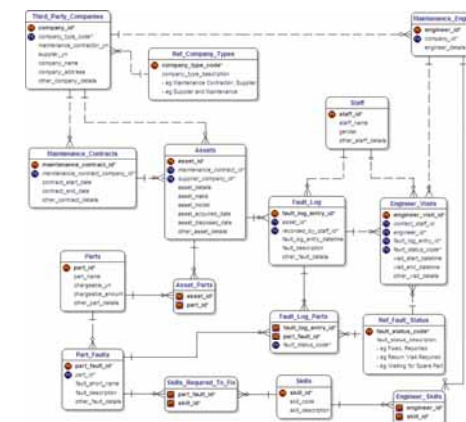 Third_Party_Companies
company_id*
company_type_code*
maintenance_contractor_yn
supplier_yn
company_name
company_address
other_company_details
Ref_Company_Types
company_type_code*
company_type_description
- eg Maintenance Contractor, Supplier
- eg Supplier and Maintenance
engineer_id*
company_id*
engineer_details
Staff
staff_id*
staff_name
gender
other_staff_details
Maintenance_Contracts
maintenance_contract_id*
maintenance_contract_company_id*
contract_start_date
contract_end_date
other_contract_details
Assets
asset_id*
maintenance_contract_id*
supplier_company_id*
asset_details
asset_make
asset_model
asset_acquired_date
asset_disposed_date
other_asset_details
Fault_Log
fault_log_entry_id*
asset_id*
recorded_by_staff_id*
fault_log_entry_datetime
fault_description
other_fault_details
Engineer_Visits
engineer_visit_id*
contact_staff_id
engineer_id*
fault_log_entry_id*
fault_status_code*
visit_start_datetime
visit_end_datetime
other_visit_details
Parts
part_id*
part_name
chargeable_yn
chargeable_amount
other_part_details
Asset_Parts
asset_id*
part_id*
Fault_Log_Parts
fault_log_entry_id*
part_fault_id*
fault_status_code*
Ref_Fault_Status
fault_status_code*
fault_status_description
- eg Fixed, Reported
- eg Return Visit Required
- eg Waiting for Spare Part
Part_Faults
part_fault_id*
part_id*
fault_short_name
fault_description
other_fault_details
Skills_Required_To_Fix
part_fault_id*
skill_id*
Skills
skill_id*
skill_code
skill_description
Engineer_Skills
engineer_id*
skill_id*